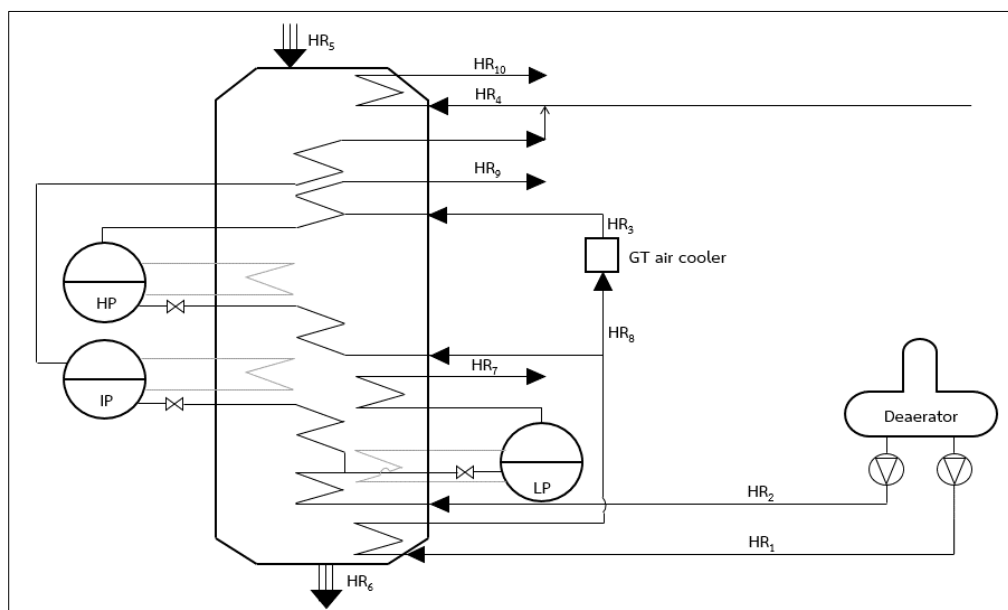 HR₅
HR₁₀
HR₄
HR₉
HR₃
GT air cooler
HP
HR₈
HR₇
IP
Deaerator
LP
HR₂
HR₁
HR₆